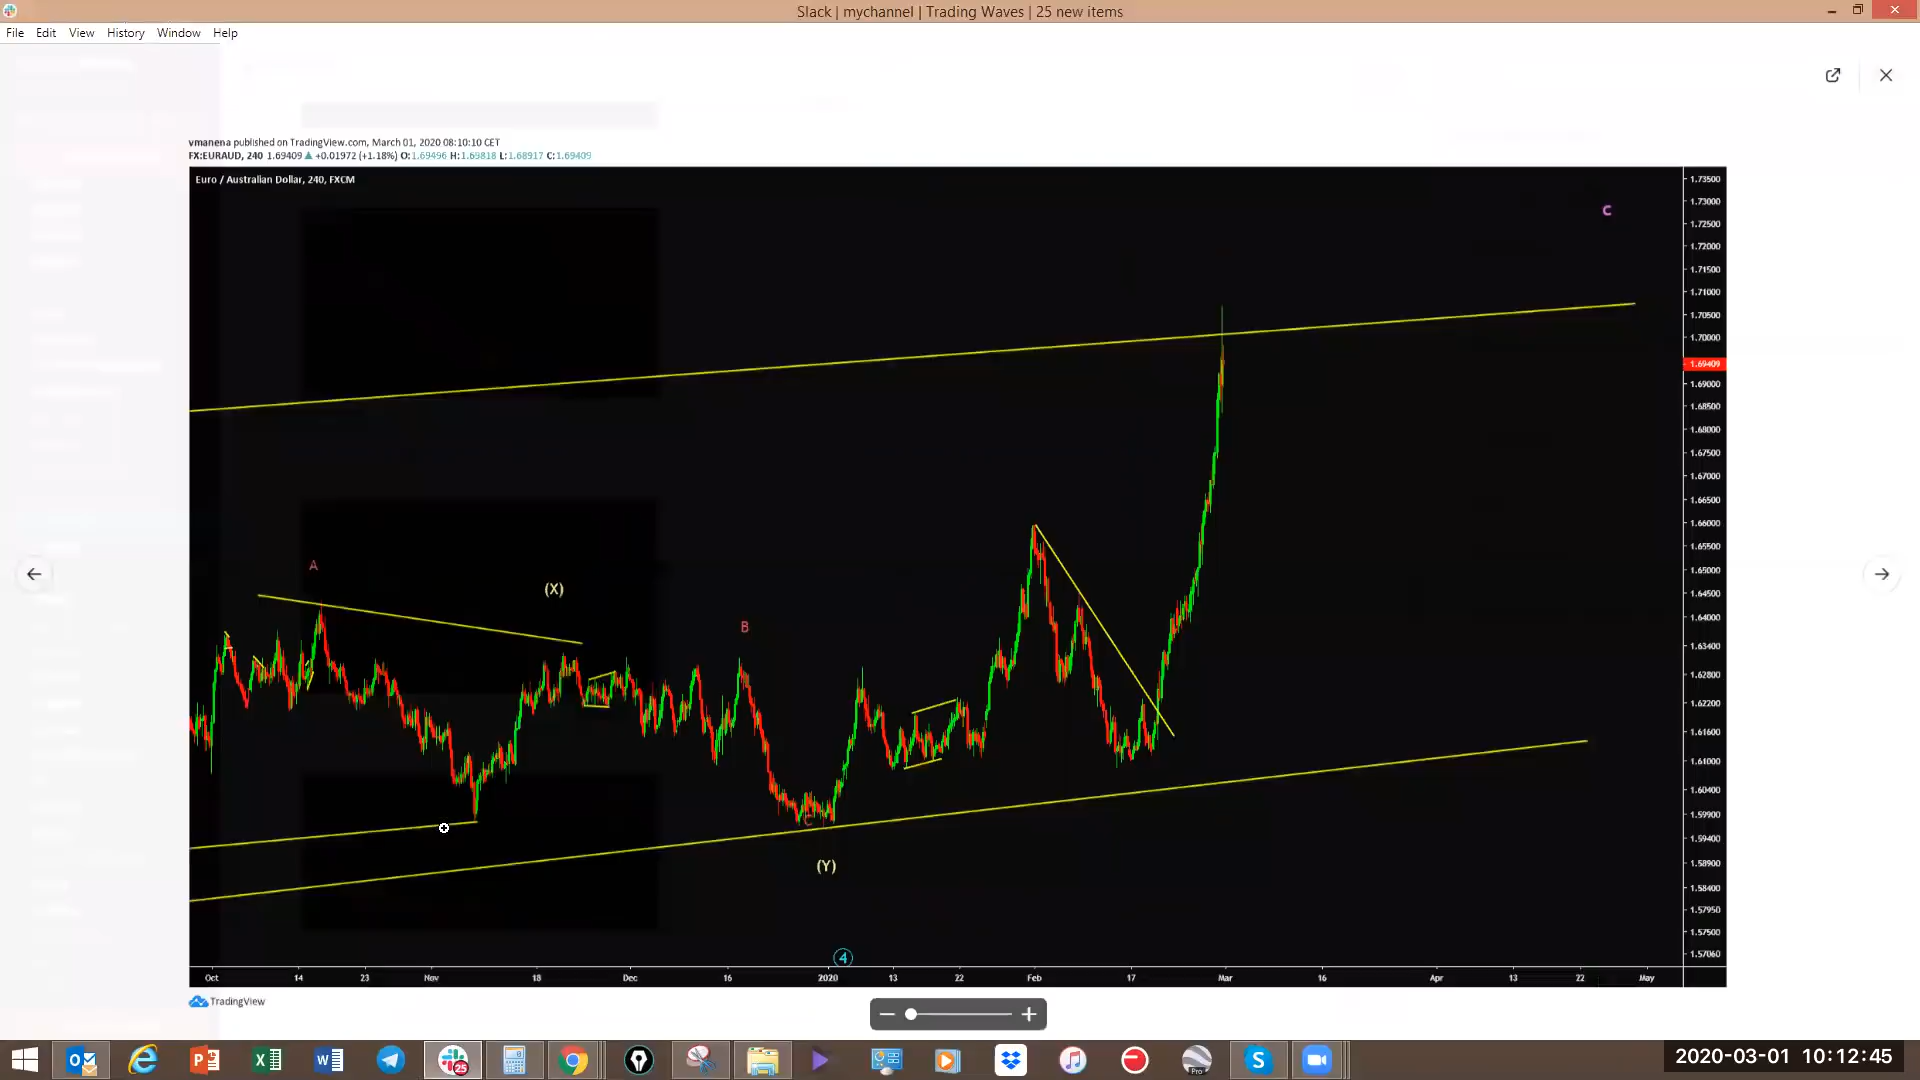 Slack | mychannel | Trading Waves | 25 new items
File Edit View History Window Help
vmanena published on TradingView.com, March 01, 2020 08:10:10 CET
FX:EURAUD, 240 1.69409 ▲ +0.01972 (+1.18%) O:1.69496 H:1.69818 L:1.68917 C:1.69409
Euro / Australian Dollar, 240, FXCM
1.73500
1.73000
C
1.72500
1.72000
1.71500
1.71000
1.70500
1.70000
1.69409
1.69000
1.68500
1.68000
1.67500
1.67000
1.66500
1.66000
1.65500
A
1.65000
(X)
1.64500
1.64000
B
1.63400
1.62800
1.62200
1.61600
1.61000
1.60400
1.59900
C
1.59400
(Y)
1.58900
1.58400
1.57950
1.57500
4
1.57060
Oct 14 23 Nov 18 Dec 16 2020 13 22 Feb 17 Mar 16 Apr 13 22 May
TradingView
25
Pro
2020-03-01 10:12:45